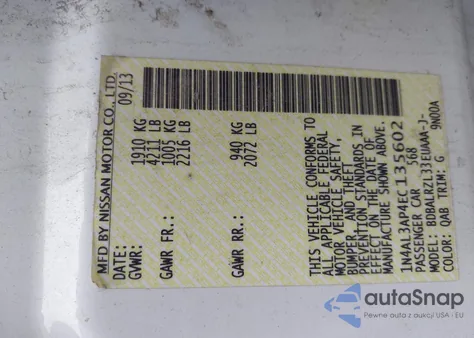 MFD BY NISSAN MOTOR CO., LTD.
DATE: 09/13
GVWR: 1910 KG
4211 LB
GAWR FR.: 1005 KG
2216 LB
GAWR RR.: 940 KG
2072 LB
THIS VEHICLE CONFORMS TO
ALL APPLICABLE FEDERAL
MOTOR VEHICLE SAFETY,
BUMPER, AND THEFT
PREVENTION STANDARDS IN
EFFECT ON THE DATE OF
MANUFACTURE SHOWN ABOVE.
1N4AL3AP4EC135602
PASSENGER CAR 568
MODEL: BDBALRZL33EUAAA-J-
9N00A
COLOR: QAB TRIM: G
autoSnap
Pewne auta z aukcji USA i EU